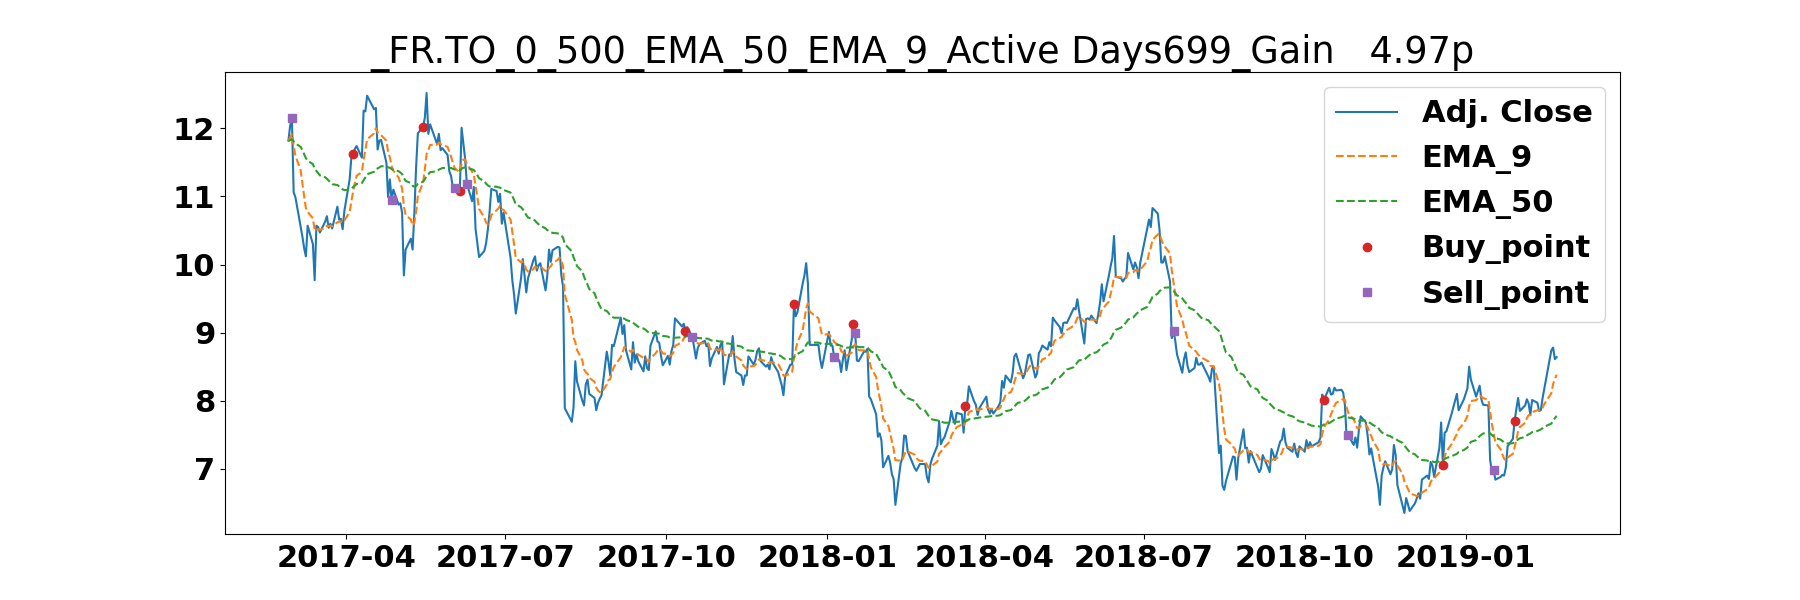 _FR.TO_0_500_EMA_50_EMA_9_Active Days699_Gain   4.97p
12
11
10
9
8
7
Adj. Close
EMA_9
EMA_50
Buy_point
Sell_point
2017-04 2017-07 2017-10 2018-01 2018-04 2018-07 2018-10 2019-01